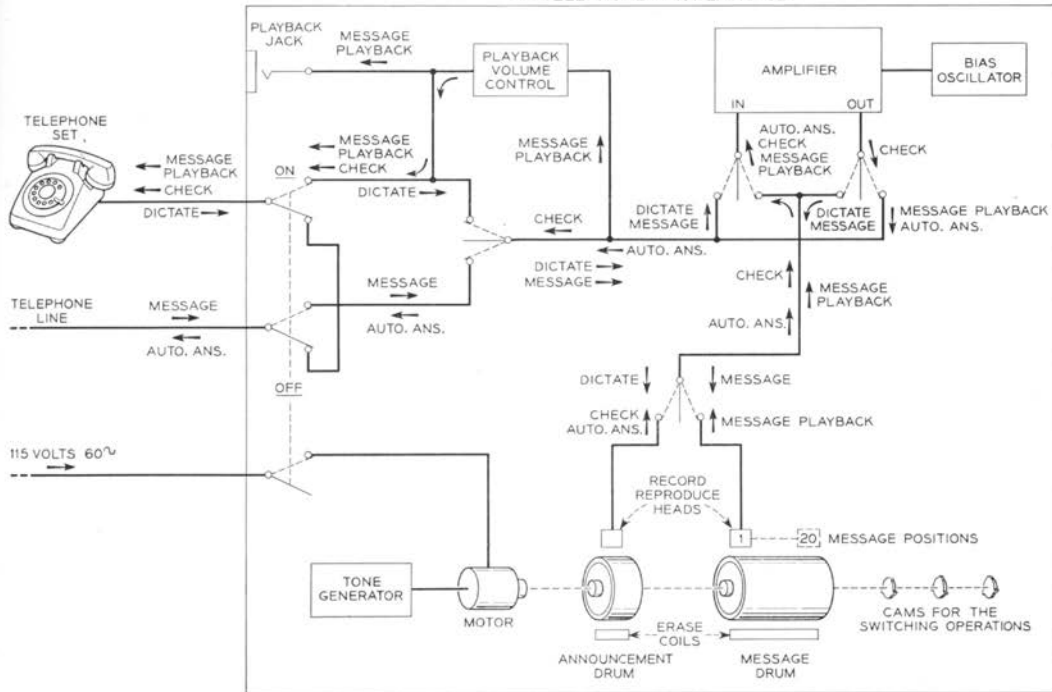 PLAYBACK
JACK
MESSAGE
PLAYBACK
PLAYBACK
VOLUME
CONTROL
AMPLIFIER
IN
OUT
BIAS
OSCILLATOR
TELEPHONE
SET
MESSAGE
PLAYBACK
CHECK
DICTATE
ON
MESSAGE
PLAYBACK
CHECK
DICTATE
MESSAGE
PLAYBACK
AUTO. ANS.
CHECK
MESSAGE
PLAYBACK
CHECK
CHECK
DICTATE
MESSAGE
DICTATE
MESSAGE
MESSAGE PLAYBACK
AUTO. ANS.
AUTO. ANS.
DICTATE
MESSAGE
CHECK
MESSAGE
PLAYBACK
AUTO. ANS.
TELEPHONE
LINE
MESSAGE
AUTO. ANS.
MESSAGE
AUTO. ANS.
OFF
DICTATE
MESSAGE
CHECK
AUTO. ANS.
MESSAGE PLAYBACK
115 VOLTS 60~
RECORD
REPRODUCE
HEADS
1
20
MESSAGE POSITIONS
TONE
GENERATOR
MOTOR
ERASE
COILS
ANNOUNCEMENT
DRUM
MESSAGE
DRUM
CAMS FOR THE
SWITCHING OPERATIONS